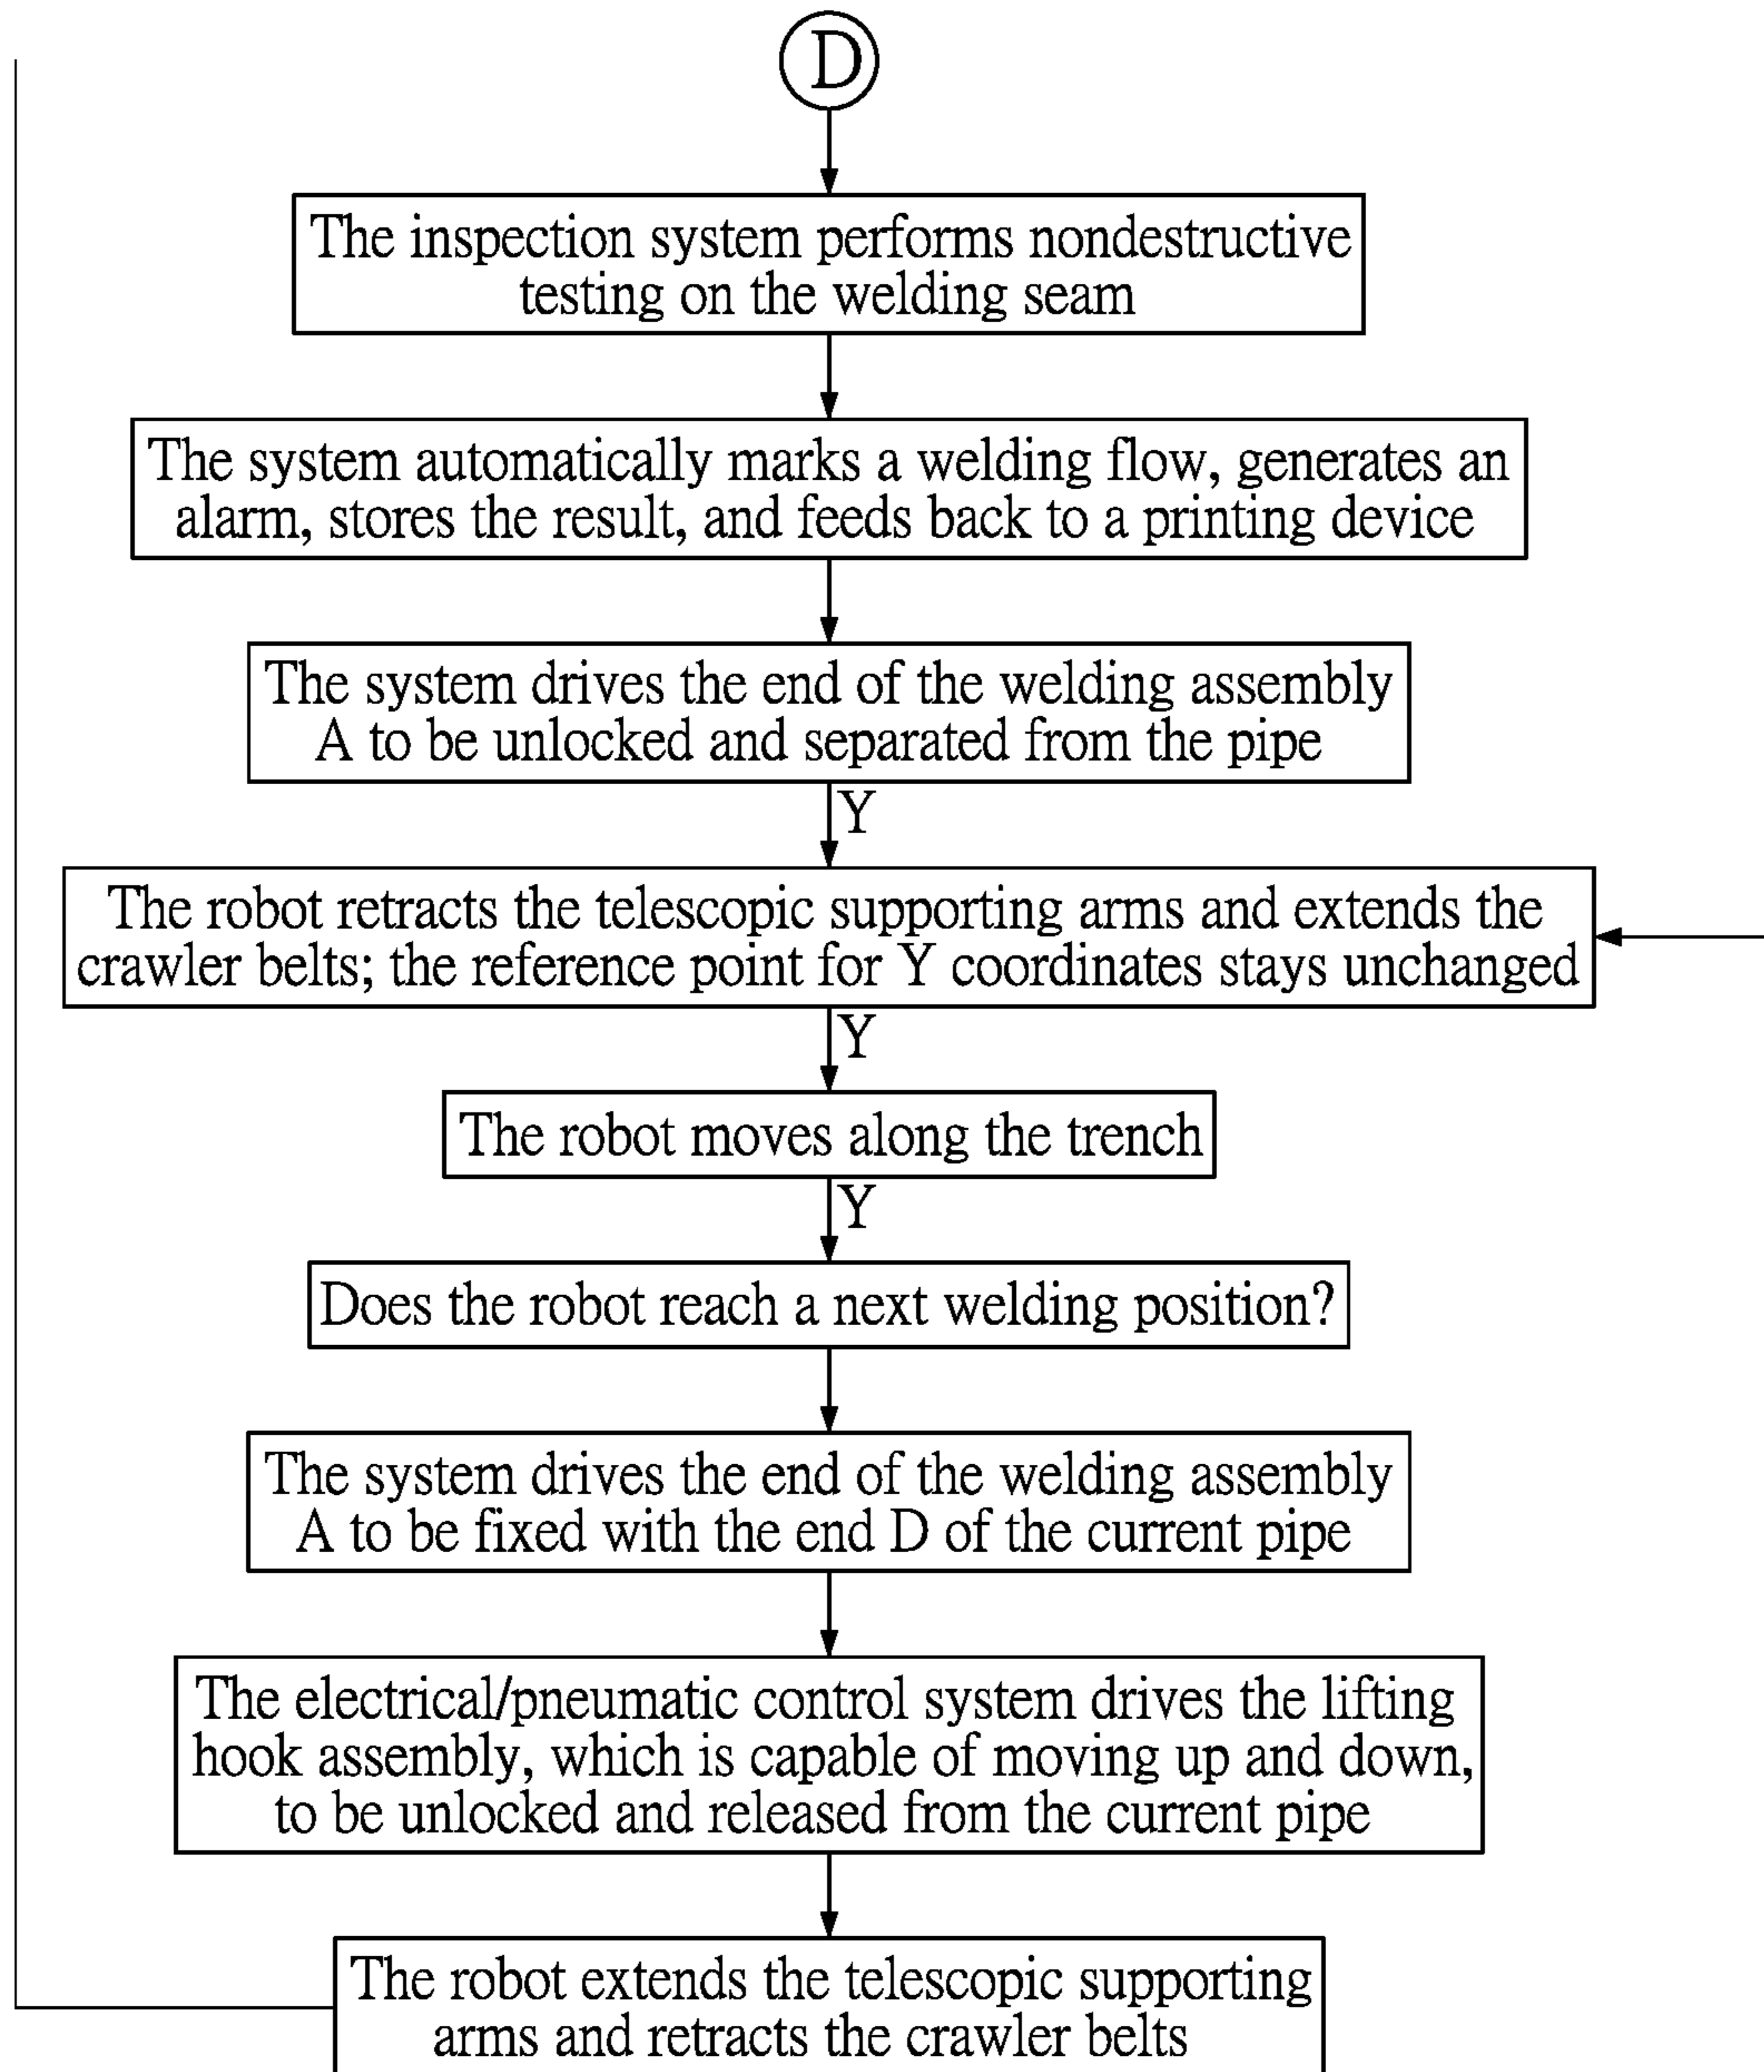 D
The inspection system performs nondestructive
testing on the welding seam
The system automatically marks a welding flow, generates an
alarm, stores the result, and feeds back to a printing device
The system drives the end of the welding assembly
A to be unlocked and separated from the pipe
Y
The robot retracts the telescopic supporting arms and extends the
crawler belts; the reference point for Y coordinates stays unchanged
Y
The robot moves along the trench
Y
Does the robot reach a next welding position?
The system drives the end of the welding assembly
A to be fixed with the end D of the current pipe
The electrical/pneumatic control system drives the lifting
hook assembly, which is capable of moving up and down,
to be unlocked and released from the current pipe
The robot extends the telescopic supporting
arms and retracts the crawler belts